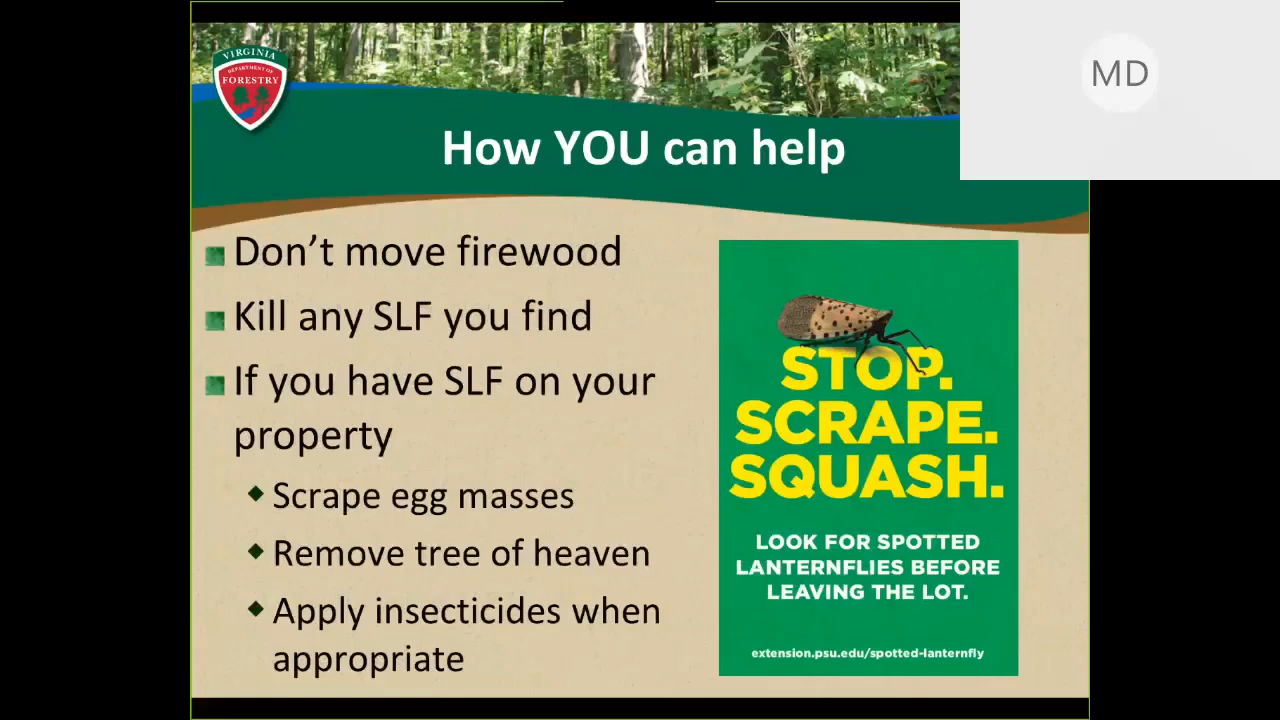 VIRGINIA
DEPARTMENT OF
FORESTRY
MD
How YOU can help
Don't move firewood
Kill any SLF you find
If you have SLF on your
property
Scrape egg masses
Remove tree of heaven
Apply insecticides when
appropriate
STOP.
SCRAPE.
SQUASH.
LOOK FOR SPOTTED
LANTERNFLIES BEFORE
LEAVING THE LOT.
extension.psu.edu/spotted-lanternfly